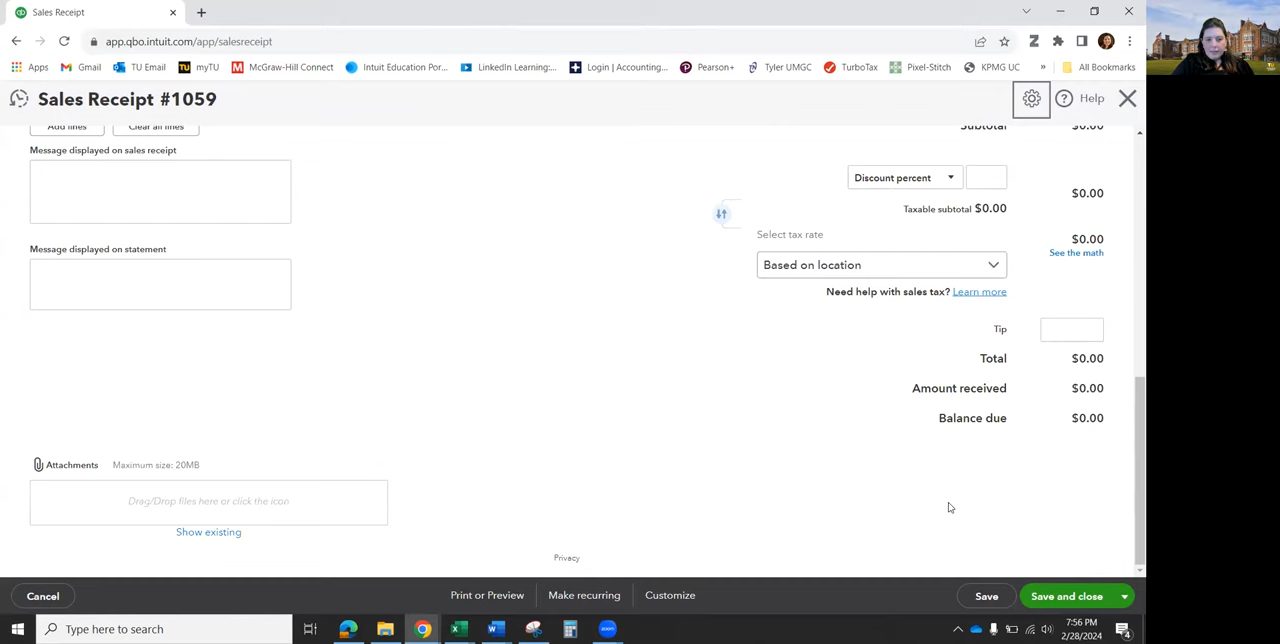 Sales Receipt
app.qbo.intuit.com/app/salesreceipt
Apps Gmail TU Email TU myTU McGraw-Hill Connect Intuit Education Por... LinkedIn Learning:... Login | Accounting... Pearson+ Tyler UMGC TurboTax Pixel-Stitch KPMG UC » All Bookmarks
Sales Receipt #1059 Help
Add lines Clear all lines Subtotal $0.00
Message displayed on sales receipt
Discount percent $0.00
Taxable subtotal $0.00
Select tax rate $0.00
Message displayed on statement See the math
Based on location
Need help with sales tax? Learn more
Tip
Total $0.00
Amount received $0.00
Balance due $0.00
Attachments Maximum size: 20MB
Drag/Drop files here or click the icon
Show existing
Privacy
Cancel Print or Preview Make recurring Customize Save Save and close
Type here to search 7:56 PM
2/28/2024 4